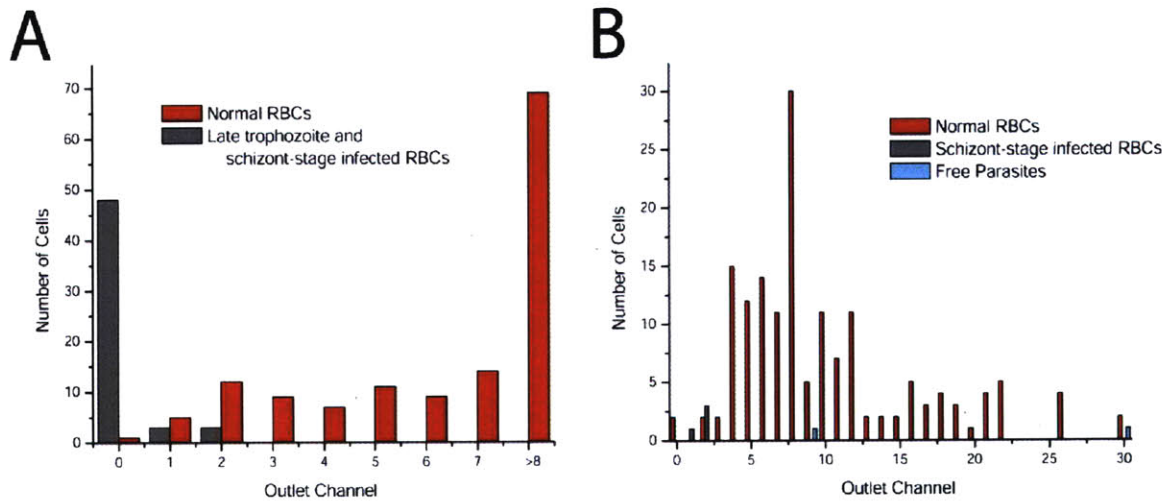 A
Number of Cells
70
60
50
40
30
20
10
0
Normal RBCs
Late trophozoite and
schizont-stage infected RBCs
0 1 2 3 4 5 6 7 >8
Outlet Channel
B
Number of Cells
30
25
20
15
10
5
0
Normal RBCs
Schizont-stage infected RBCs
Free Parasites
0 5 10 15 20 25 30
Outlet Channel